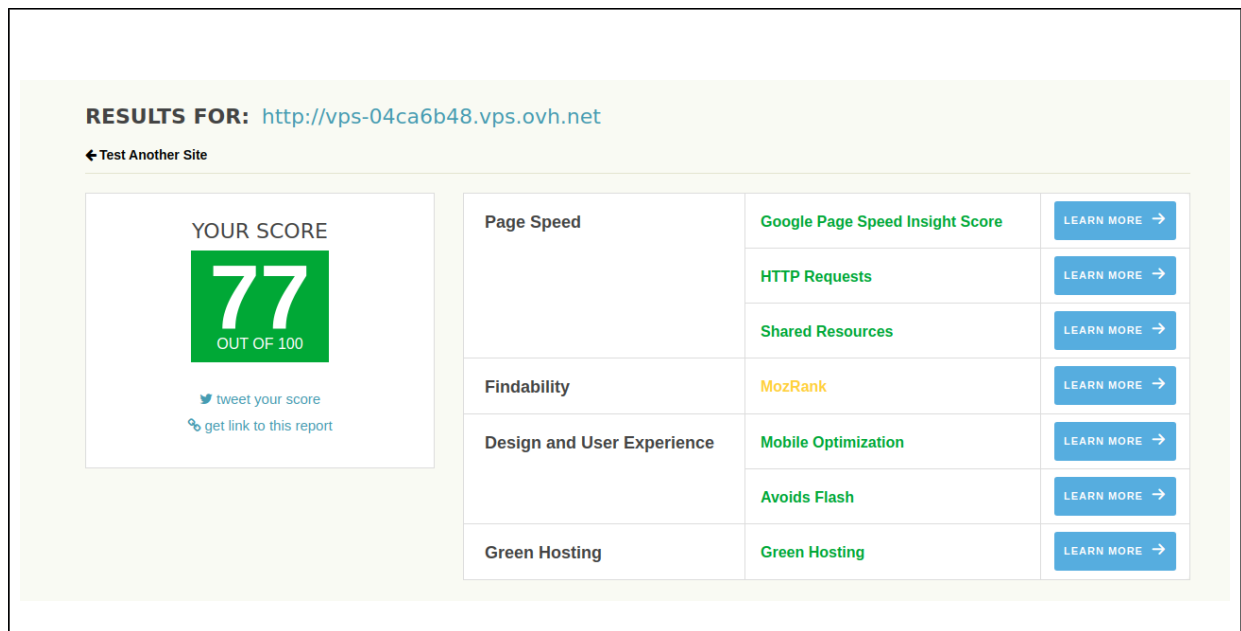 RESULTS FOR: http://vps-04ca6b48.vps.ovh.net
Test Another Site
YOUR SCORE
77
OUT OF 100
tweet your score
get link to this report
Page Speed
Google Page Speed Insight Score
LEARN MORE
HTTP Requests
LEARN MORE
Shared Resources
LEARN MORE
Findability
MozRank
LEARN MORE
Design and User Experience
Mobile Optimization
LEARN MORE
Avoids Flash
LEARN MORE
Green Hosting
Green Hosting
LEARN MORE